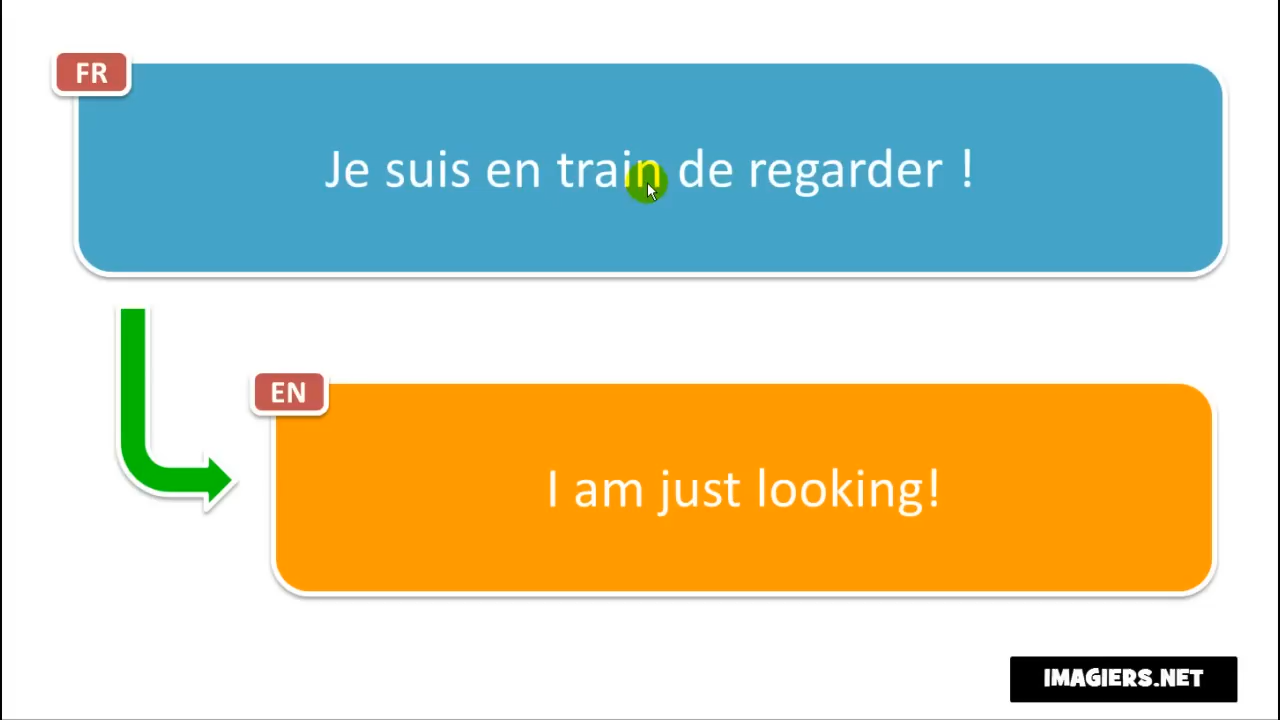 FR
Je suis en train de regarder !
EN
I am just looking!
IMAGIERS.NET